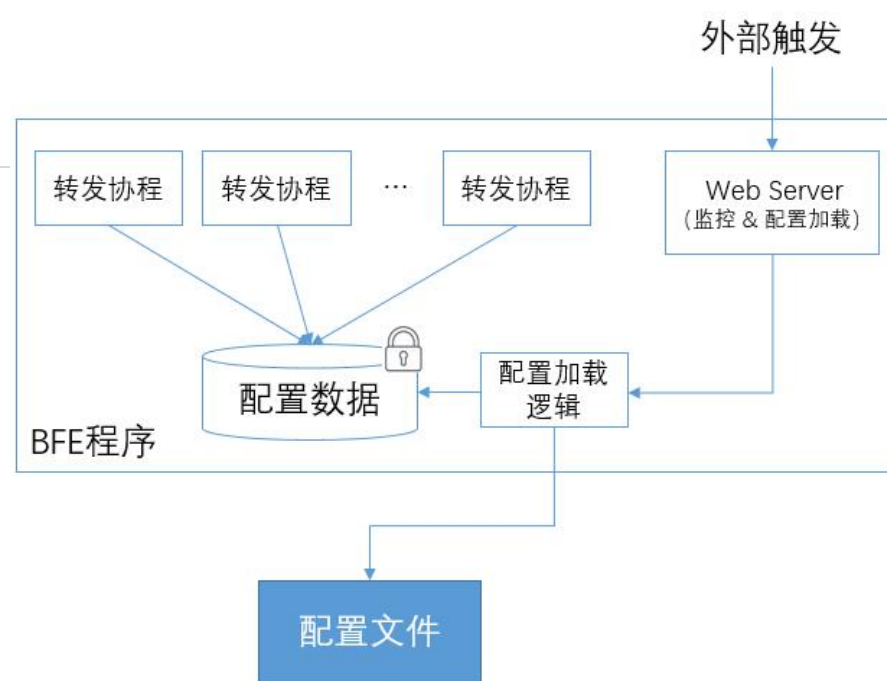 外部触发
转发协程
转发协程
…
转发协程
Web Server
(监控 & 配置加载)
配置数据
配置加载
逻辑
BFE程序
配置文件